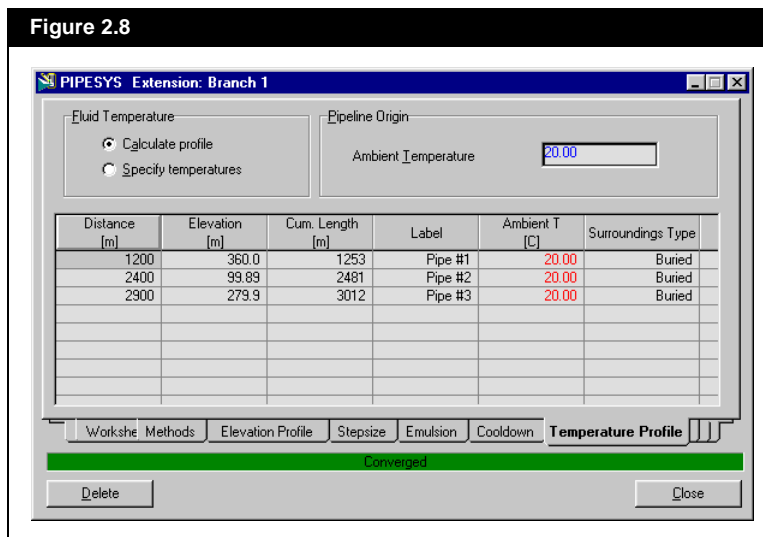 Figure 2.8
PIPESYS Extension: Branch 1
Fluid Temperature
Calculate profile
Specify temperatures
Pipeline Origin
Ambient Temperature 20.00
Distance [m] Elevation [m] Cum. Length [m] Label Ambient T [C] Surroundings Type
1200 360.0 1253 Pipe #1 20.00 Buried
2400 99.89 2481 Pipe #2 20.00 Buried
2900 279.9 3012 Pipe #3 20.00 Buried
Workshe Methods Elevation Profile Stepsize Emulsion Cooldown Temperature Profile
Converged
Delete Close